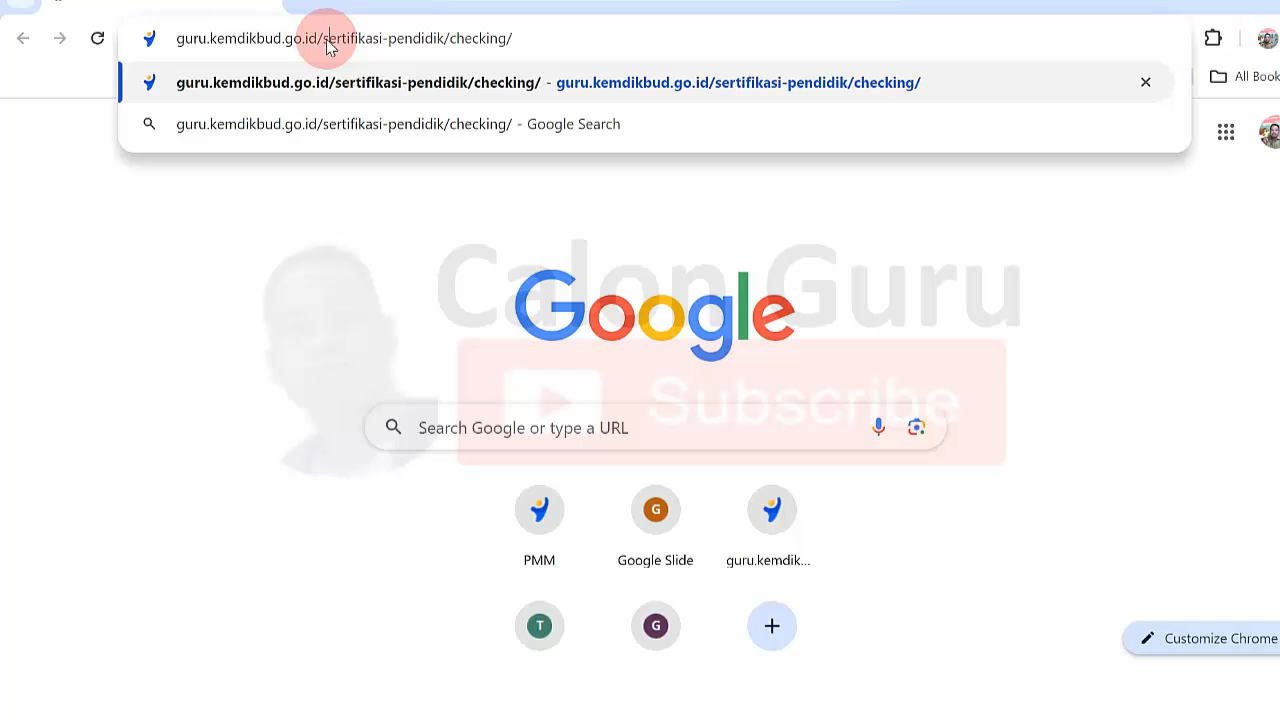 guru.kemdikbud.go.id/sertifikasi-pendidik/checking/
guru.kemdikbud.go.id/sertifikasi-pendidik/checking/ - guru.kemdikbud.go.id/sertifikasi-pendidik/checking/
guru.kemdikbud.go.id/sertifikasi-pendidik/checking/ - Google Search
All Book
Calon Guru
Google
Subscribe
Search Google or type a URL
G
PMM
Google Slide
guru.kemdik...
T
G
Customize Chrome